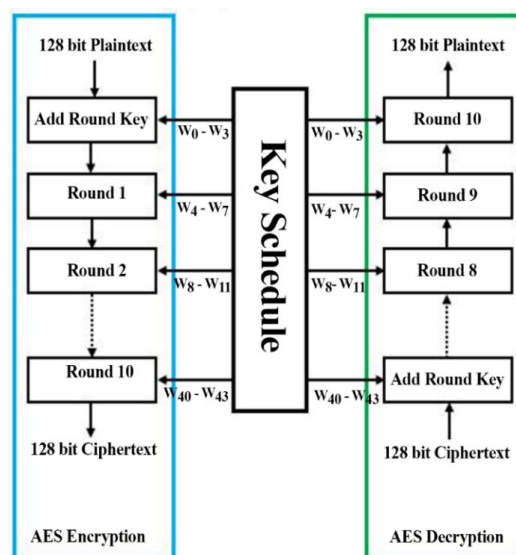 128 bit Plaintext
Add Round Key
Round 1
Round 2
Round 10
128 bit Ciphertext
AES Encryption
Key Schedule
W0 - W3
W4 - W7
W8 - W11
W40 - W43
W0 - W3
W4- W7
W8- W11
W40 - W43
128 bit Plaintext
Round 10
Round 9
Round 8
Add Round Key
128 bit Ciphertext
AES Decryption